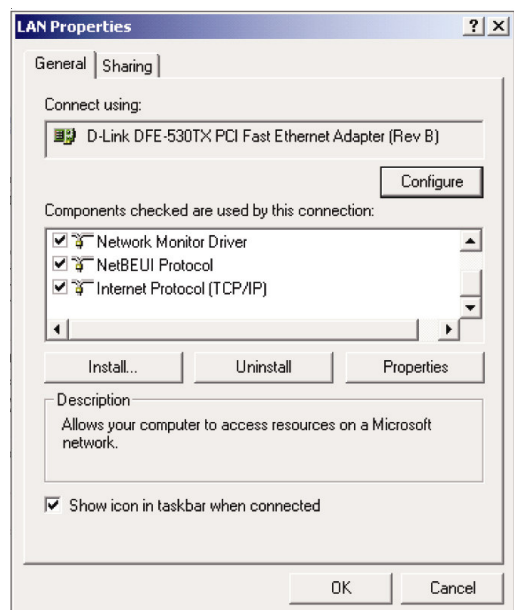 LAN Properties
General
Sharing
Connect using:
D-Link DFE-530TX PCI Fast Ethernet Adapter (Rev B)
Configure
Components checked are used by this connection:
Network Monitor Driver
NetBEUI Protocol
Internet Protocol (TCP/IP)
Install...
Uninstall
Properties
Description
Allows your computer to access resources on a Microsoft
network.
Show icon in taskbar when connected
OK
Cancel